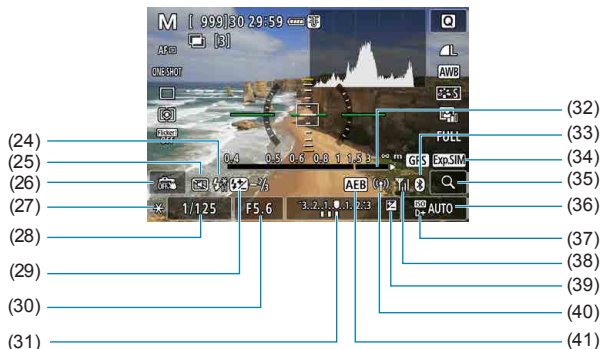 M [ 999]30 29:59
[3]
Q
AF
ONE SHOT
L
AWB
S
Flicker!
OFF
FULL
0.4 0.5 0.6 0.8 1 1.5 3 ∞ m
GPS Exp.SIM
OFF
-2/3
AEB
1/125 F5.6 -3..2..1..0..1..2..:3
ISO
D+ AUTO
(24)
(25)
(26)
(27)
(28)
(29)
(30)
(31)
(32)
(33)
(34)
(35)
(36)
(37)
(38)
(39)
(40)
(41)